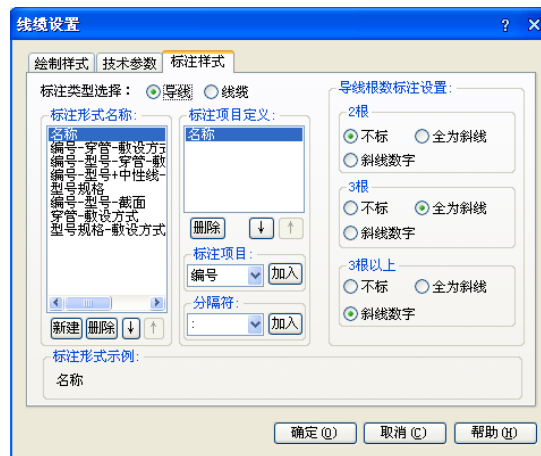 线缆设置
绘制样式 技术参数 标注样式
标注类型选择： 导线 线缆
标注形式名称:
名称
编号-穿管-敷设方式
编号-型号-穿管-敷
编号-型号+中性线-
型号规格
编号-型号-截面
穿管-敷设方式
型号规格-敷设方式
新建 删除 ↓ ↑
标注项目定义:
名称
删除 ↓ ↑
标注项目:
编号 加入
分隔符:
: 加入
导线根数标注设置:
2根
不标 全为斜线
斜线数字
3根
不标 全为斜线
斜线数字
3根以上
不标 全为斜线
斜线数字
标注形式示例:
名称
确定(O) 取消(C) 帮助(H)